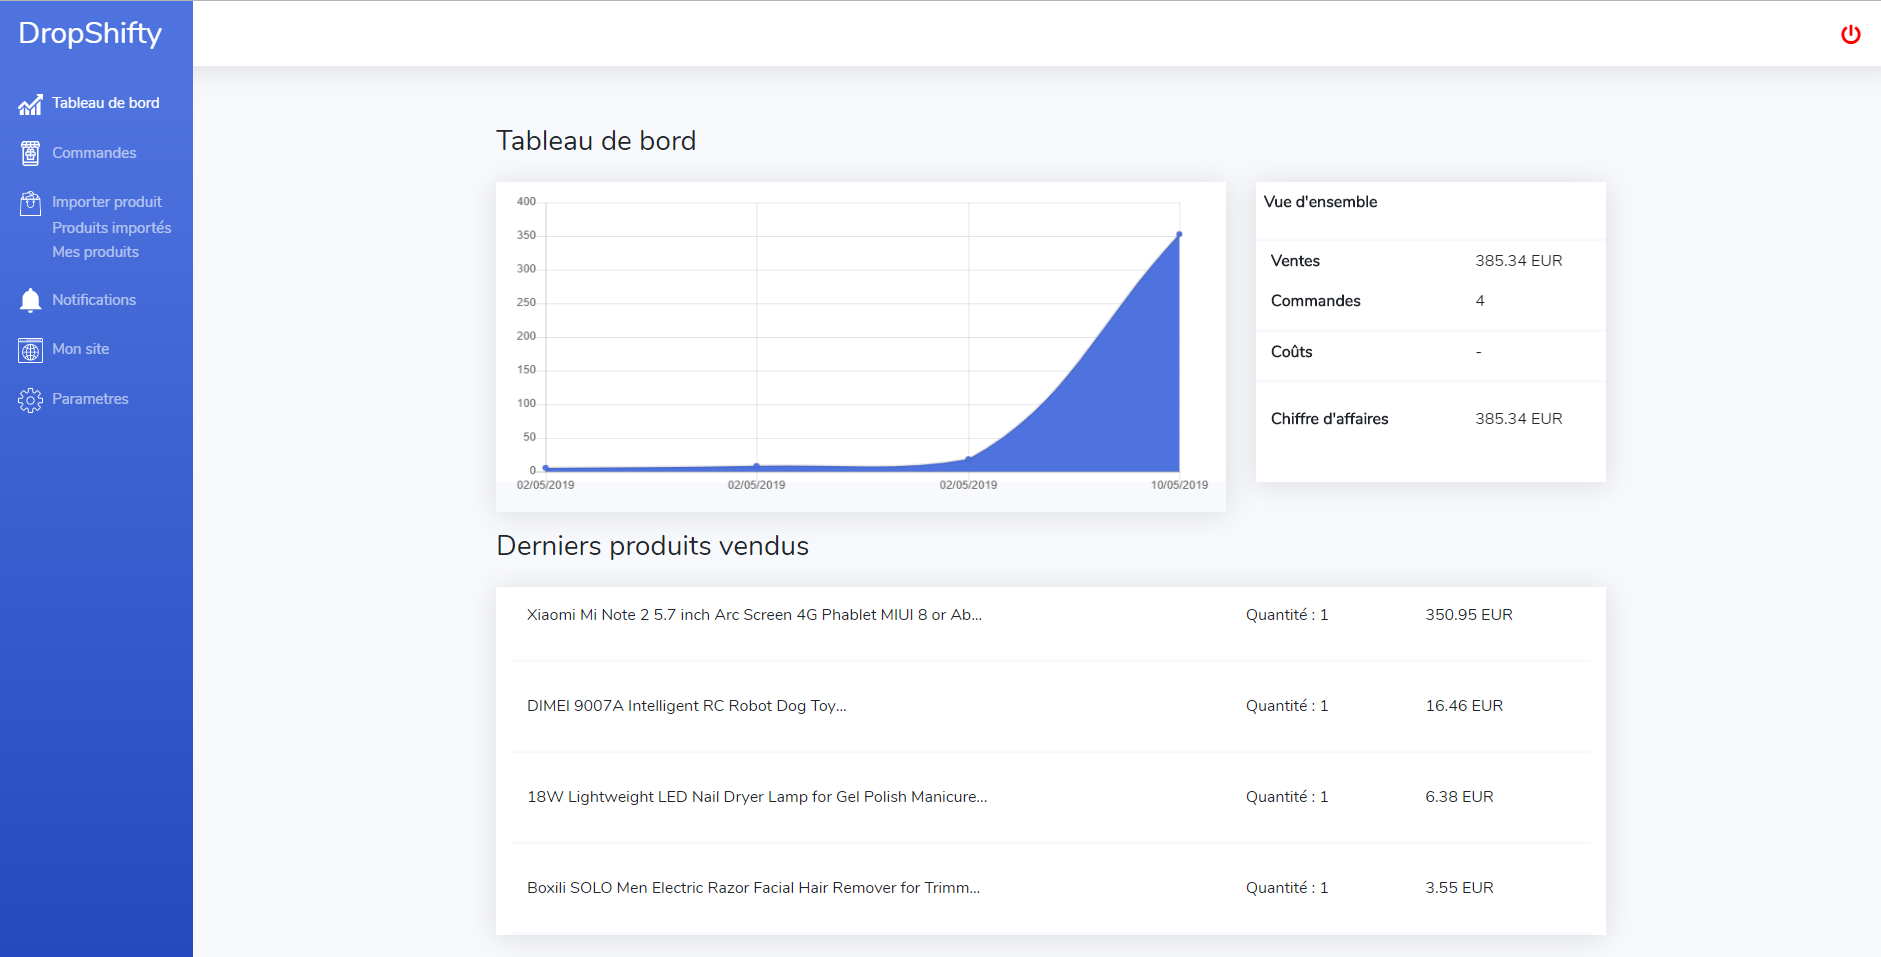 DropShifty
Tableau de bord
Commandes
Importer produit
Produits importés
Mes produits
Notifications
Mon site
Parametres
Tableau de bord
400
350
300
250
200
150
100
50
0
02/05/2019 02/05/2019 02/05/2019 10/05/2019
Vue d'ensemble
Ventes 385.34 EUR
Commandes 4
Coûts -
Chiffre d'affaires 385.34 EUR
Derniers produits vendus
Xiaomi Mi Note 2 5.7 inch Arc Screen 4G Phablet MIUI 8 or Ab... Quantité : 1 350.95 EUR
DIMEI 9007A Intelligent RC Robot Dog Toy... Quantité : 1 16.46 EUR
18W Lightweight LED Nail Dryer Lamp for Gel Polish Manicure... Quantité : 1 6.38 EUR
Boxili SOLO Men Electric Razor Facial Hair Remover for Trimm... Quantité : 1 3.55 EUR